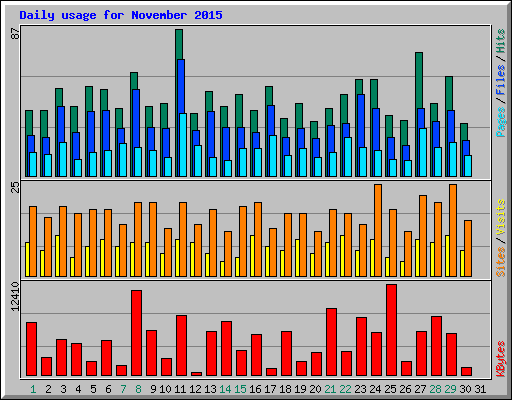 Daily usage for November 2015
87
Pages / Files / Hits
25
Sites / Visits
12410
KBytes
1 2 3 4 5 6 7 8 9 10 11 12 13 14 15 16 17 18 19 20 21 22 23 24 25 26 27 28 29 30 31